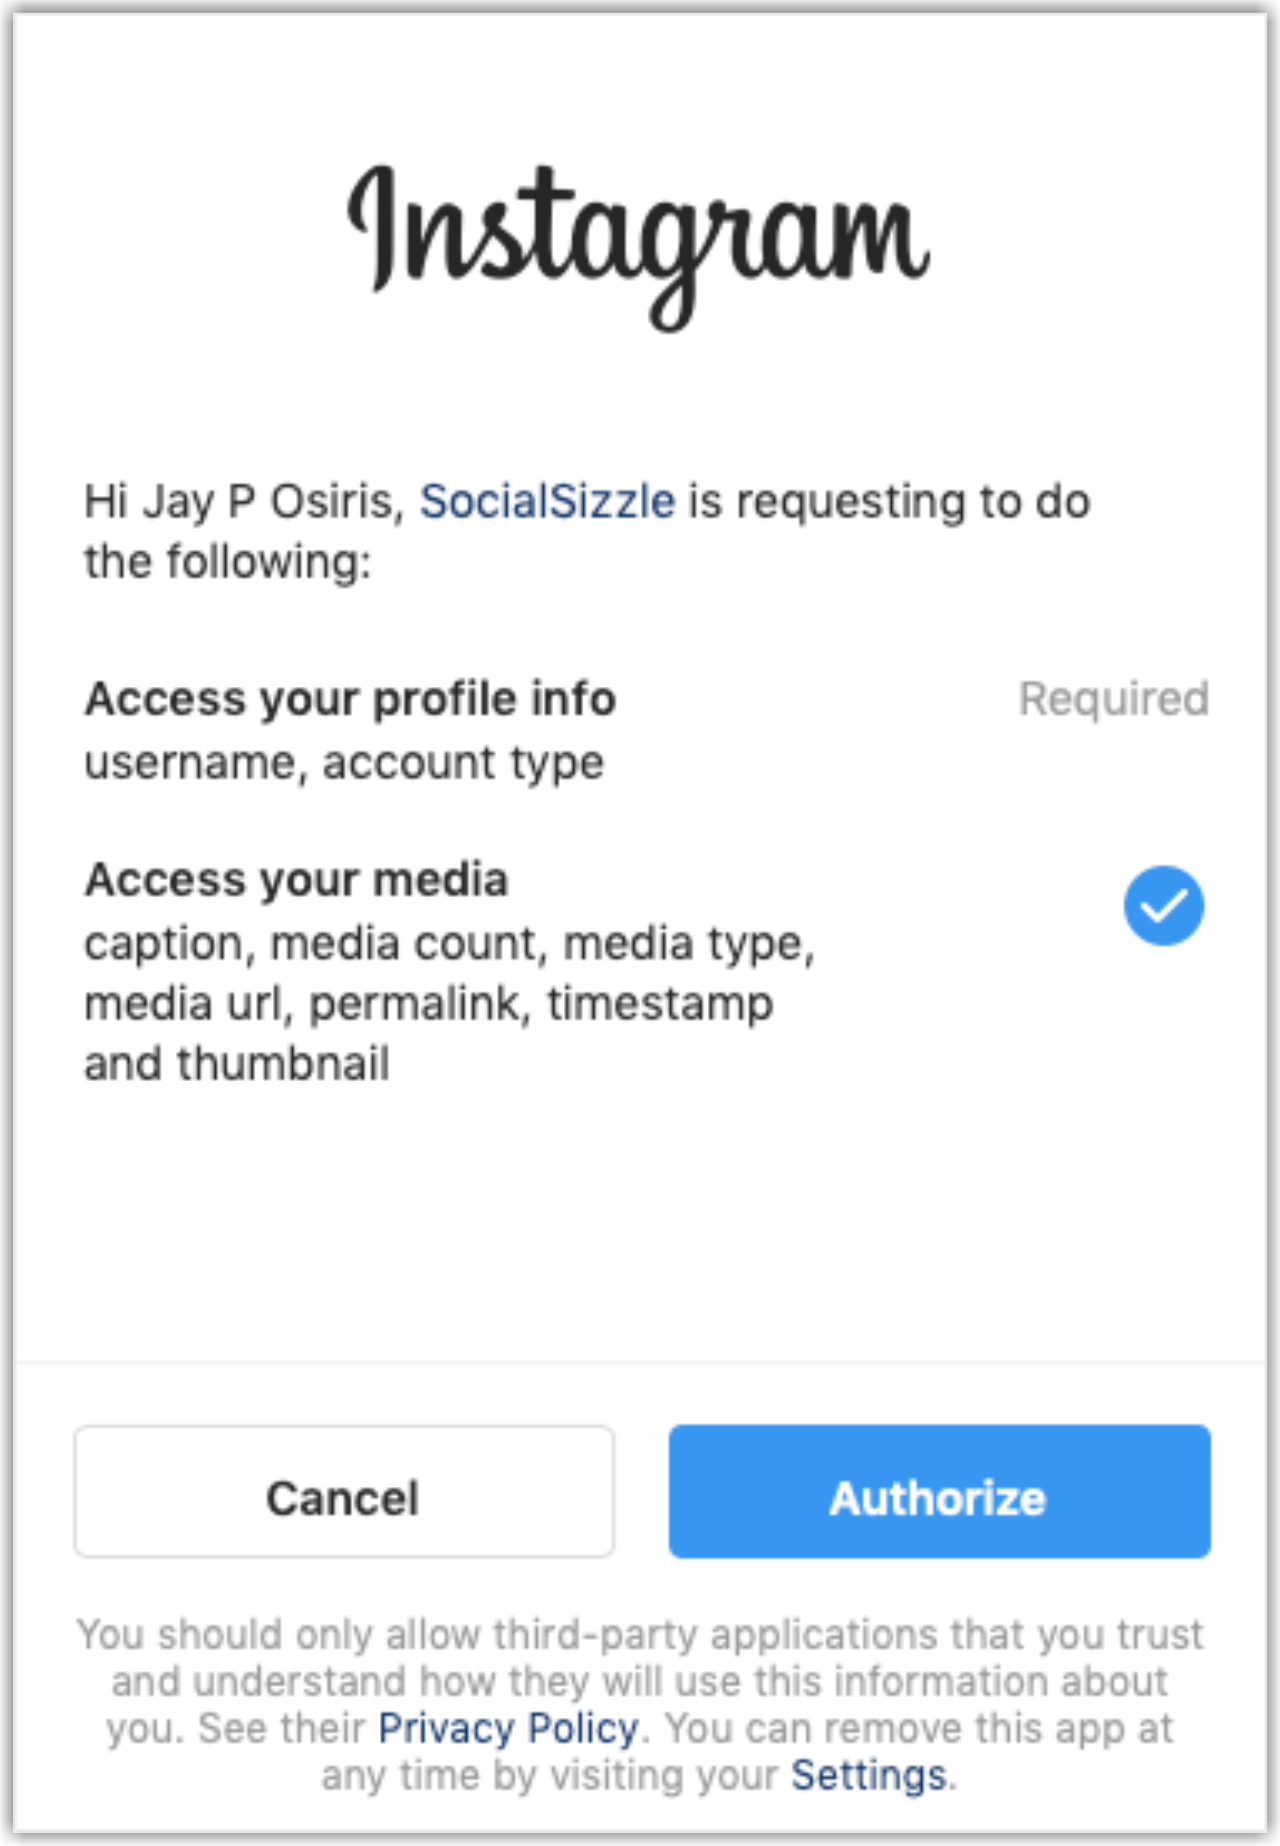 Instagram
Hi Jay P Osiris, SocialSizzle is requesting to do
the following:
Access your profile info
Required
username, account type
Access your media
caption, media count, media type,
media url, permalink, timestamp
and thumbnail
Cancel
Authorize
You should only allow third-party applications that you trust
and understand how they will use this information about
you. See their Privacy Policy. You can remove this app at
any time by visiting your Settings.